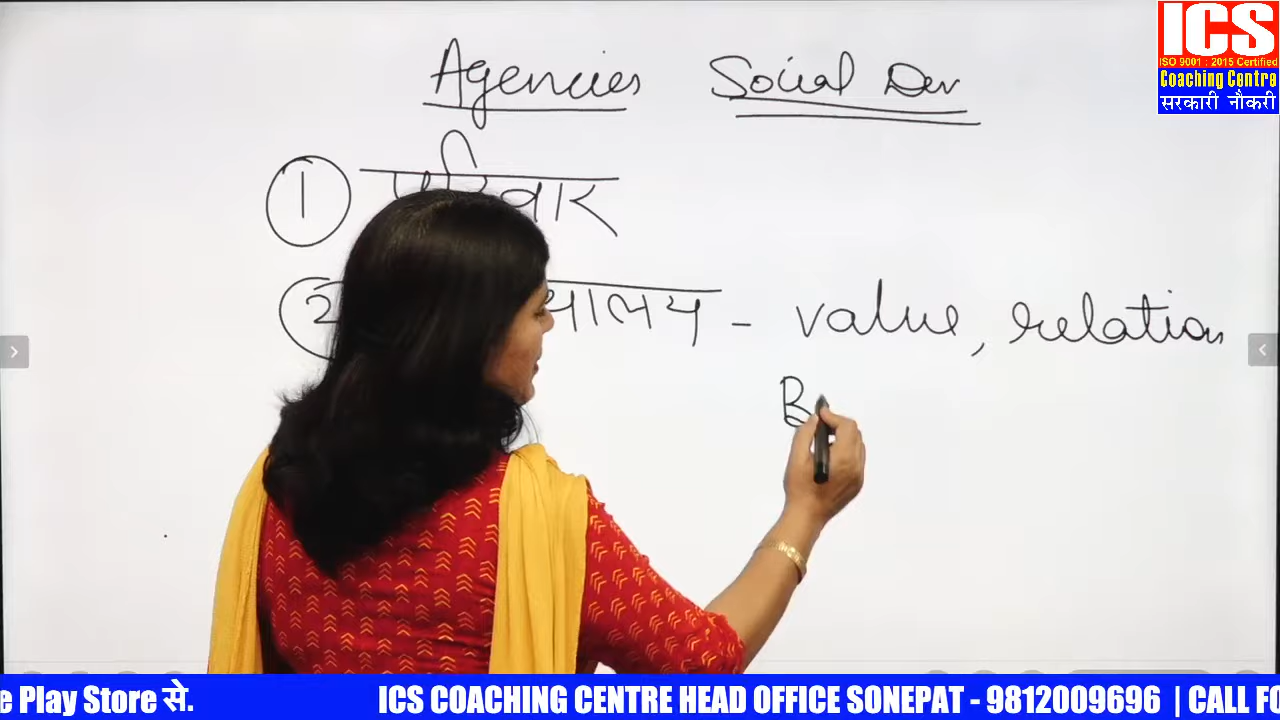 ICS
ISO 9001 : 2015 Certified
Coaching Centre
सरकारी नौकरी
Agencies Social Dev
1 परिवार
2 - value, relation
B
e Play Store से. ICS COACHING CENTRE HEAD OFFICE SONEPAT - 9812009696 | CALL FO